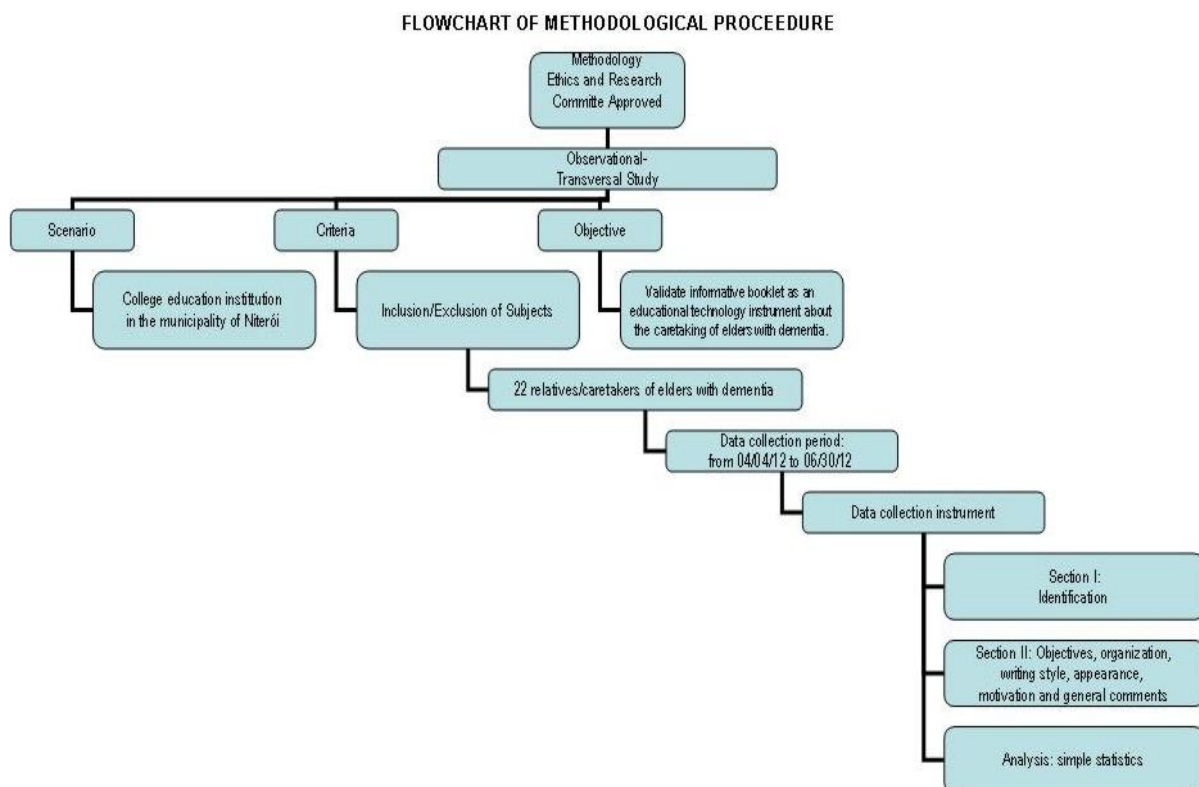 FLOWCHART OF METHODOLOGICAL PROCEEDURE
Methodology
Ethics and Research
Committe Approved
Observational-
Transversal Study
Scenario
Criteria
Objective
College education instittution
in the municipality of Niterói
Inclusion/Exclusion of Subjects
Validate informative booklet as an
educational technology instrument about
the caretaking of elders with dementia.
22 relatives/caretakers of elders with dementia
Data collection period:
from 04/04/12 to 06/30/12
Data collection instrument
Section I:
Identification
Section II: Objectives, organization,
writing style, appearance,
motivation and general comments
Analysis: simple statistics